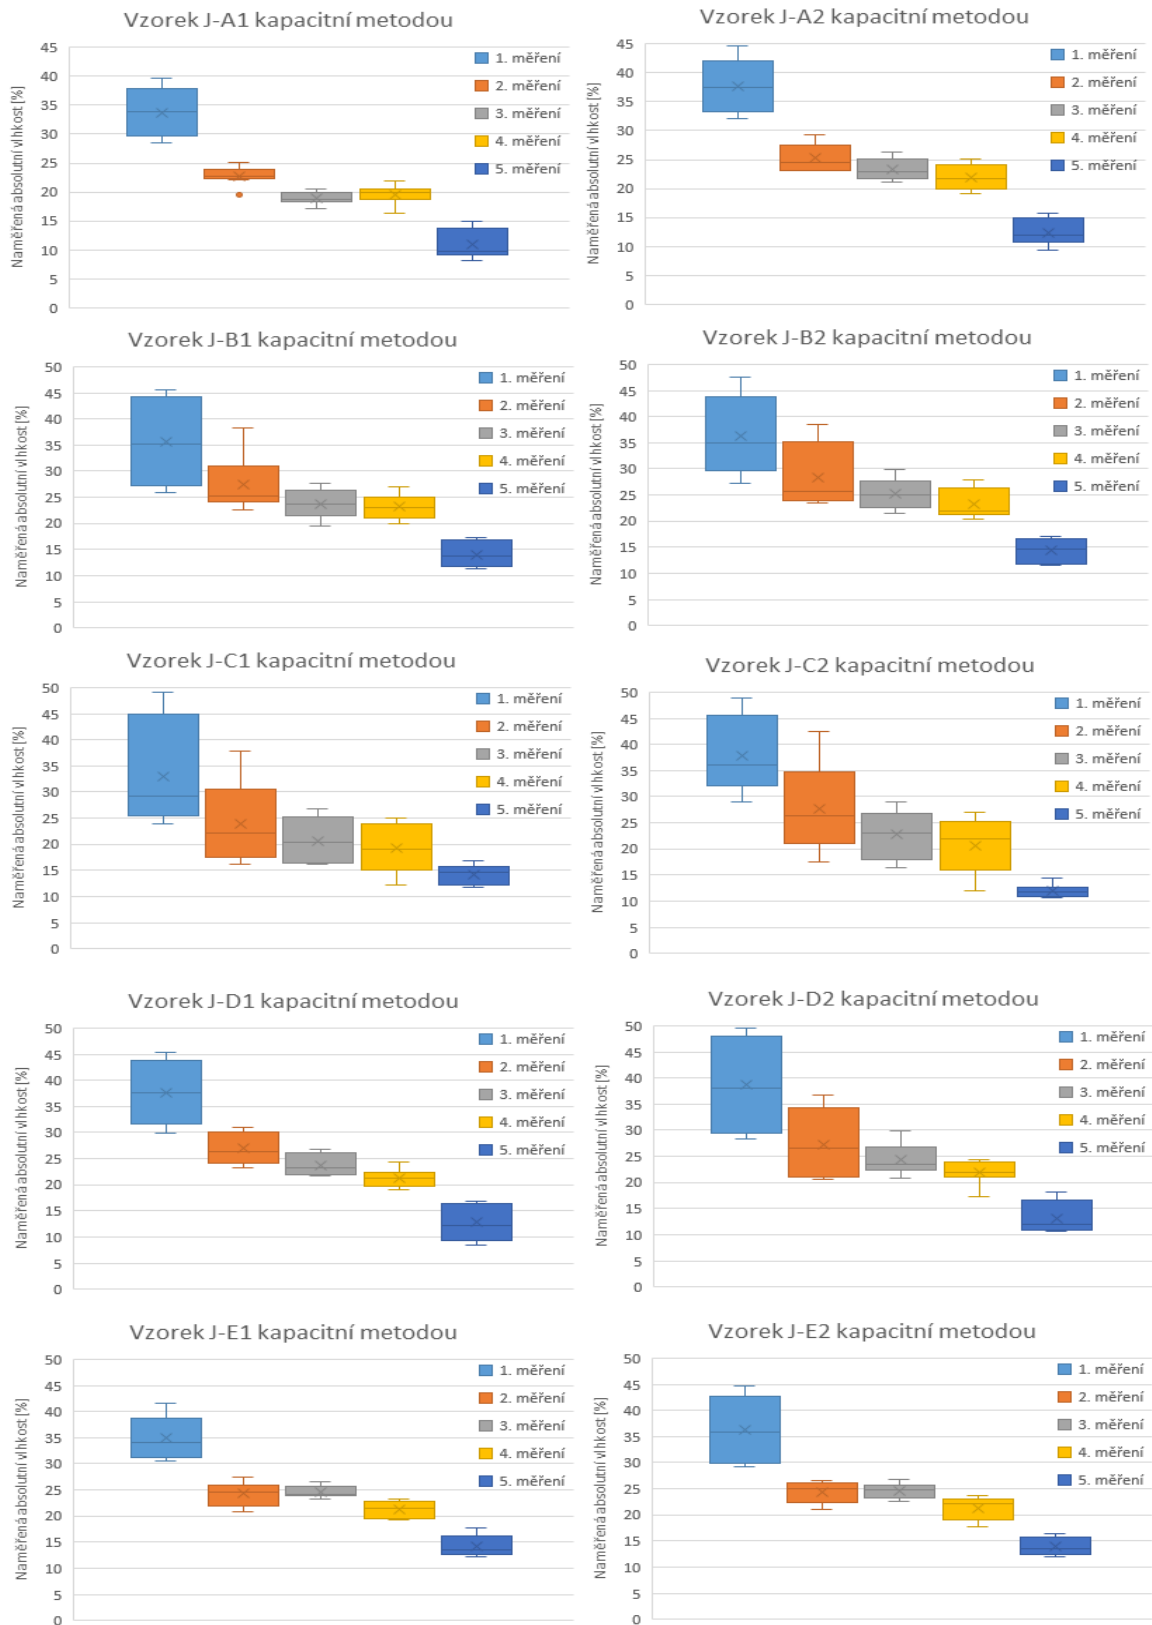 Vzorek J-A1 kapacitní metodou
Naměřená absolutní vlhkost [%]
45
40
35
30
25
20
15
10
5
0
1. měření
2. měření
3. měření
4. měření
5. měření
Vzorek J-A2 kapacitní metodou
Naměřená absolutní vlhkost [%]
45
40
35
30
25
20
15
10
5
0
1. měření
2. měření
3. měření
4. měření
5. měření
Vzorek J-B1 kapacitní metodou
Naměřená absolutní vlhkost [%]
50
45
40
35
30
25
20
15
10
5
0
1. měření
2. měření
3. měření
4. měření
5. měření
Vzorek J-B2 kapacitní metodou
Naměřená absolutní vlhkost [%]
50
45
40
35
30
25
20
15
10
5
0
1. měření
2. měření
3. měření
4. měření
5. měření
Vzorek J-C1 kapacitní metodou
Naměřená absolutní vlhkost [%]
50
45
40
35
30
25
20
15
10
5
0
1. měření
2. měření
3. měření
4. měření
5. měření
Vzorek J-C2 kapacitní metodou
Naměřená absolutní vlhkost [%]
50
45
40
35
30
25
20
15
10
5
0
1. měření
2. měření
3. měření
4. měření
5. měření
Vzorek J-D1 kapacitní metodou
Naměřená absolutní vlhkost [%]
50
45
40
35
30
25
20
15
10
5
0
1. měření
2. měření
3. měření
4. měření
5. měření
Vzorek J-D2 kapacitní metodou
Naměřená absolutní vlhkost [%]
50
45
40
35
30
25
20
15
10
5
0
1. měření
2. měření
3. měření
4. měření
5. měření
Vzorek J-E1 kapacitní metodou
Naměřená absolutní vlhkost [%]
50
45
40
35
30
25
20
15
10
5
0
1. měření
2. měření
3. měření
4. měření
5. měření
Vzorek J-E2 kapacitní metodou
Naměřená absolutní vlhkost [%]
50
45
40
35
30
25
20
15
10
5
0
1. měření
2. měření
3. měření
4. měření
5. měření